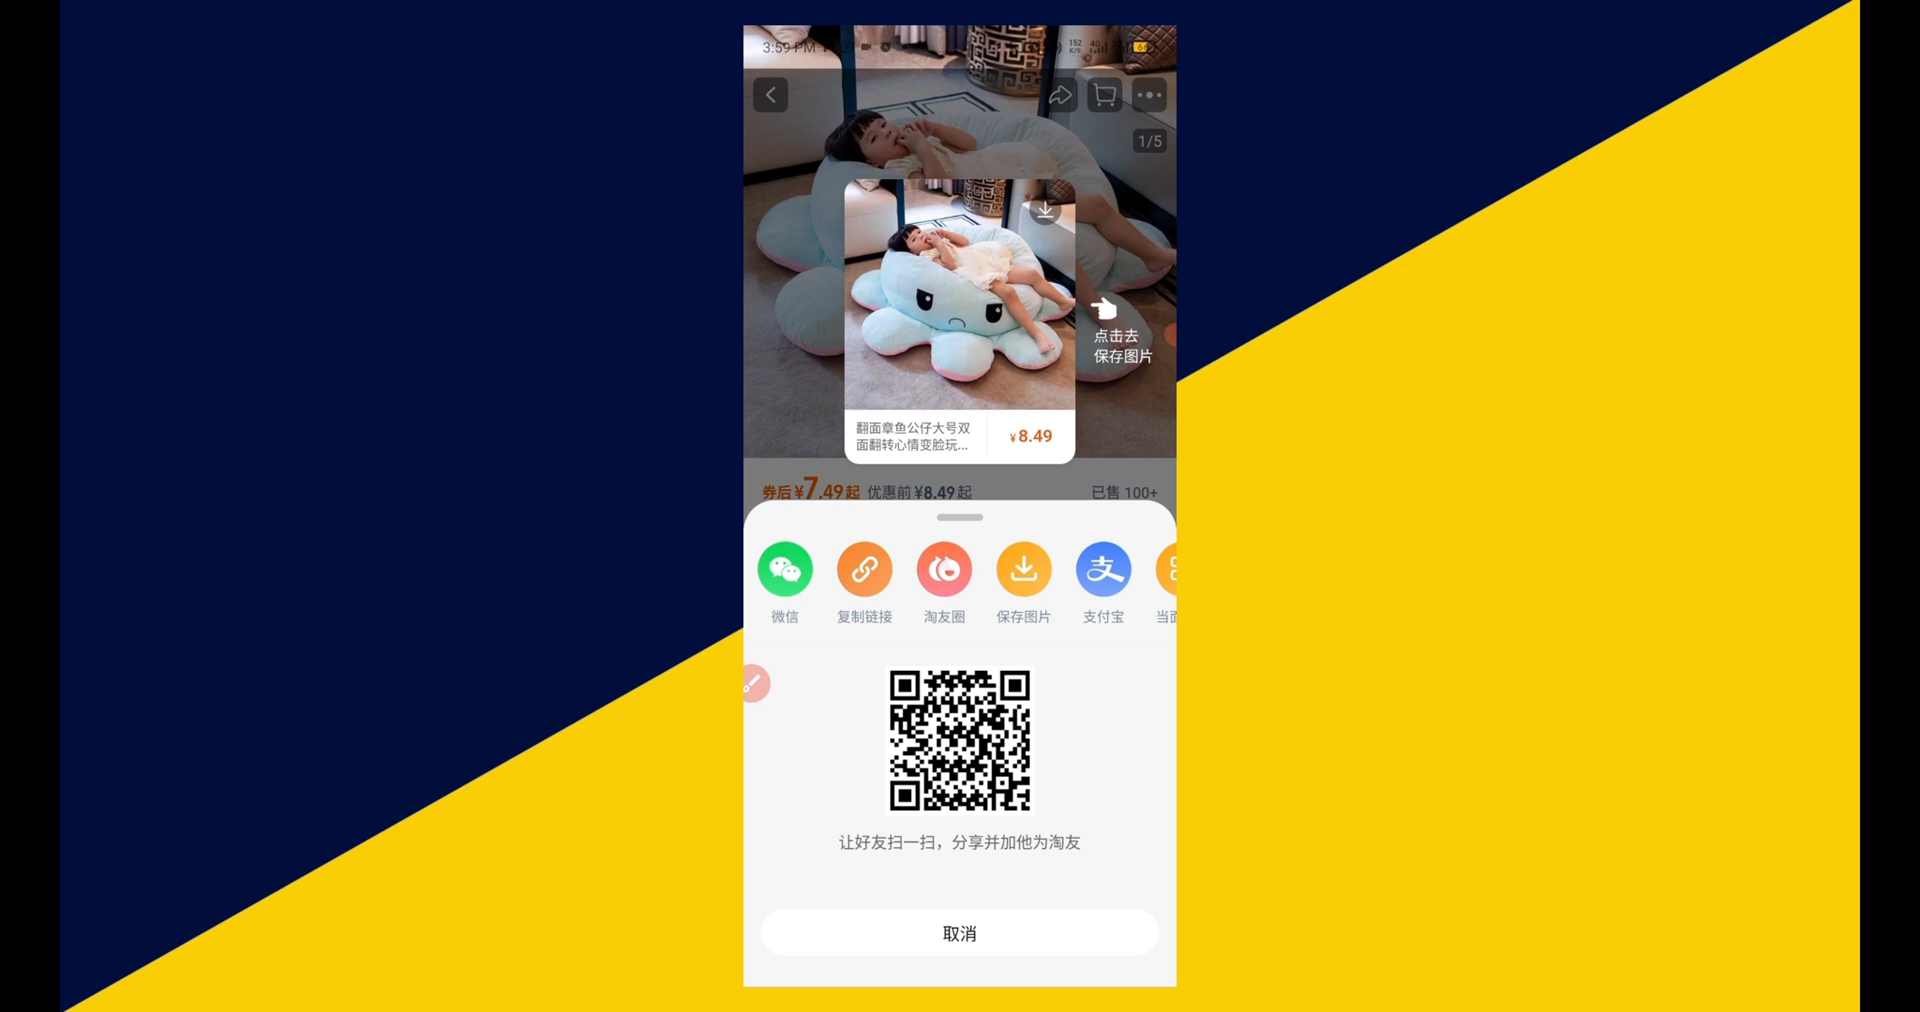 3:59 PM
152
K/S
4G
1/5
点击去
保存图片
翻面章鱼公仔大号双
面翻转心情变脸玩...
¥8.49
券后¥7.49起 优惠前¥8.49起
已售 100+
微信
复制链接
淘友圈
保存图片
支付宝
当面
让好友扫一扫，分享并加他为淘友
取消